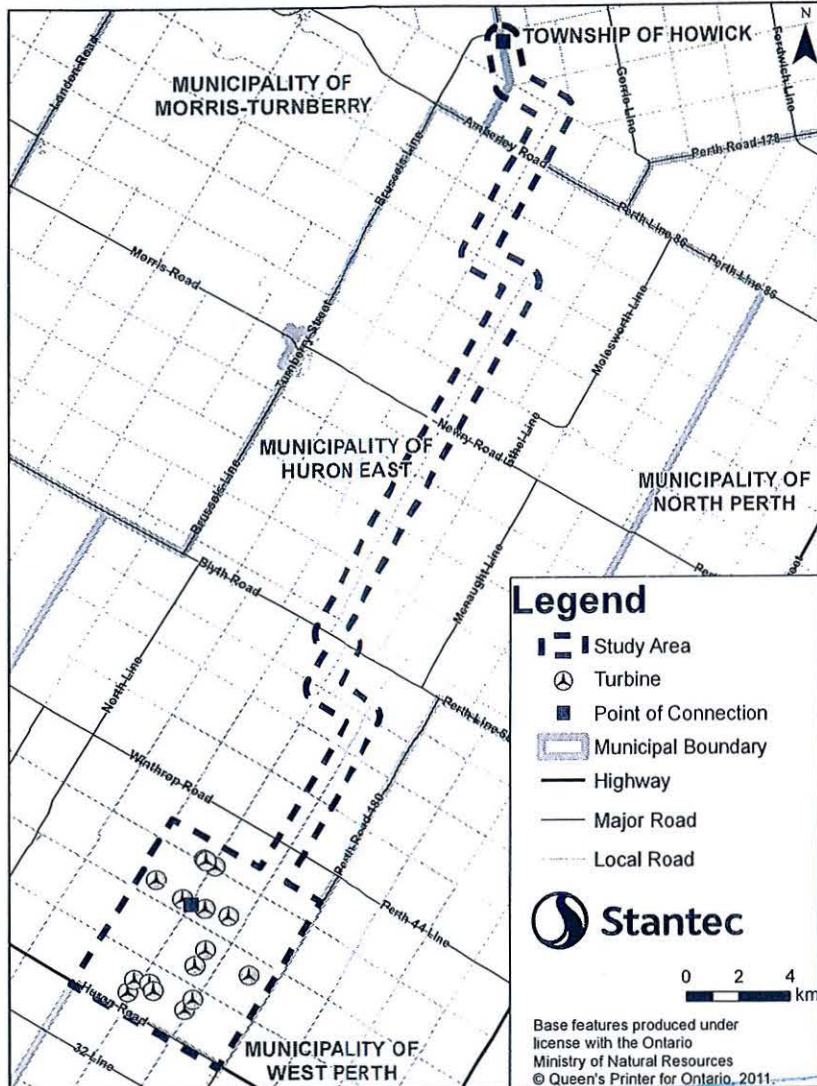 N
TOWNSHIP OF HOWICK
MUNICIPALITY OF
MORRIS-TURNBERRY
London Road
Gorrie Line
Fordwich Line
Brussels Line
Amberley Road
Perth Road 178
Perth Line 86
Perth Line 86
Morris Road
Turnberry Street
Molesworth Line
MUNICIPALITY OF
HURON EAST
Newry Road
Ethel Line
MUNICIPALITY OF
NORTH PERTH
Brussels Line
Blyth Road
Mcnaught Line
North Line
Winthrop Road
Perth Road 180
Perth 44 Line
Huron Road
32 Line
MUNICIPALITY OF
WEST PERTH
Legend
Study Area
Turbine
Point of Connection
Municipal Boundary
Highway
Major Road
Local Road
Stantec
0 2 4
km
Base features produced under
license with the Ontario
Ministry of Natural Resources
© Queen's Printer for Ontario, 2011.